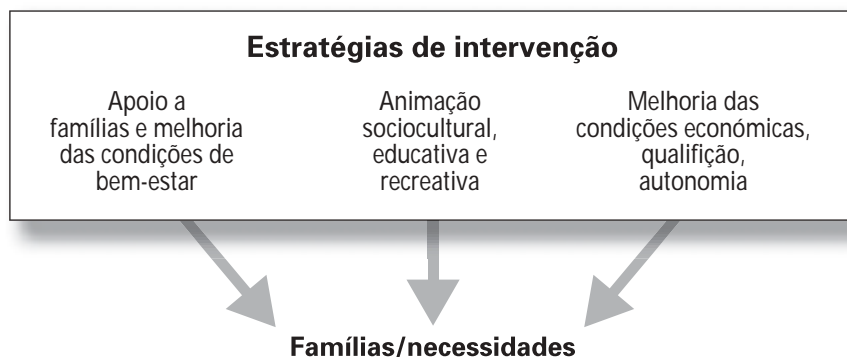 Estratégias de intervenção
Apoio a
famílias e melhoria
das condições de
bem-estar
Animação
sociocultural,
educativa e
recreativa
Melhoria das
condições económicas,
qualifição,
autonomia
Famílias/necessidades